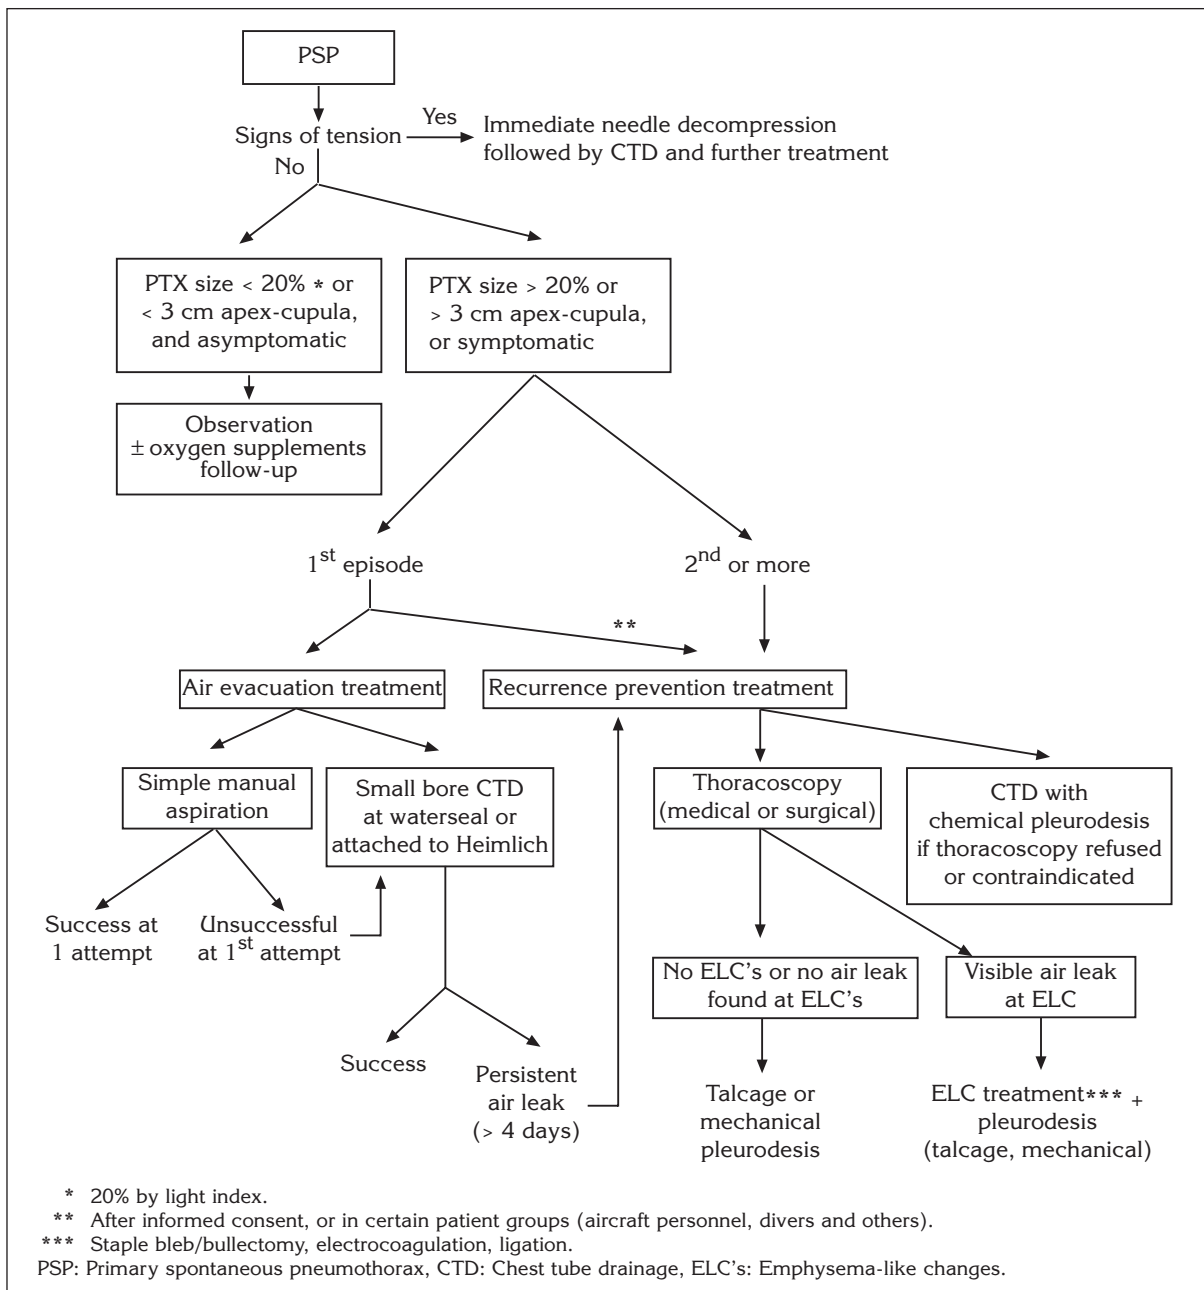 PSP
Signs of tension
Yes
Immediate needle decompression
followed by CTD and further treatment
No
PTX size < 20% * or
< 3 cm apex-cupula,
and asymptomatic
PTX size > 20% or
> 3 cm apex-cupula,
or symptomatic
Observation
± oxygen supplements
follow-up
1st episode
2nd or more
**
Air evacuation treatment
Recurrence prevention treatment
Simple manual
aspiration
Small bore CTD
at waterseal or
attached to Heimlich
Thoracoscopy
(medical or surgical)
CTD with
chemical pleurodesis
if thoracoscopy refused
or contraindicated
Success at
1 attempt
Unsuccessful
at 1st attempt
No ELC's or no air leak
found at ELC's
Visible air leak
at ELC
Success
Persistent
air leak
(> 4 days)
Talcage or
mechanical
pleurodesis
ELC treatment*** +
pleurodesis
(talcage, mechanical)
* 20% by light index.
** After informed consent, or in certain patient groups (aircraft personnel, divers and others).
*** Staple bleb/bullectomy, electrocoagulation, ligation.
PSP: Primary spontaneous pneumothorax, CTD: Chest tube drainage, ELC's: Emphysema-like changes.